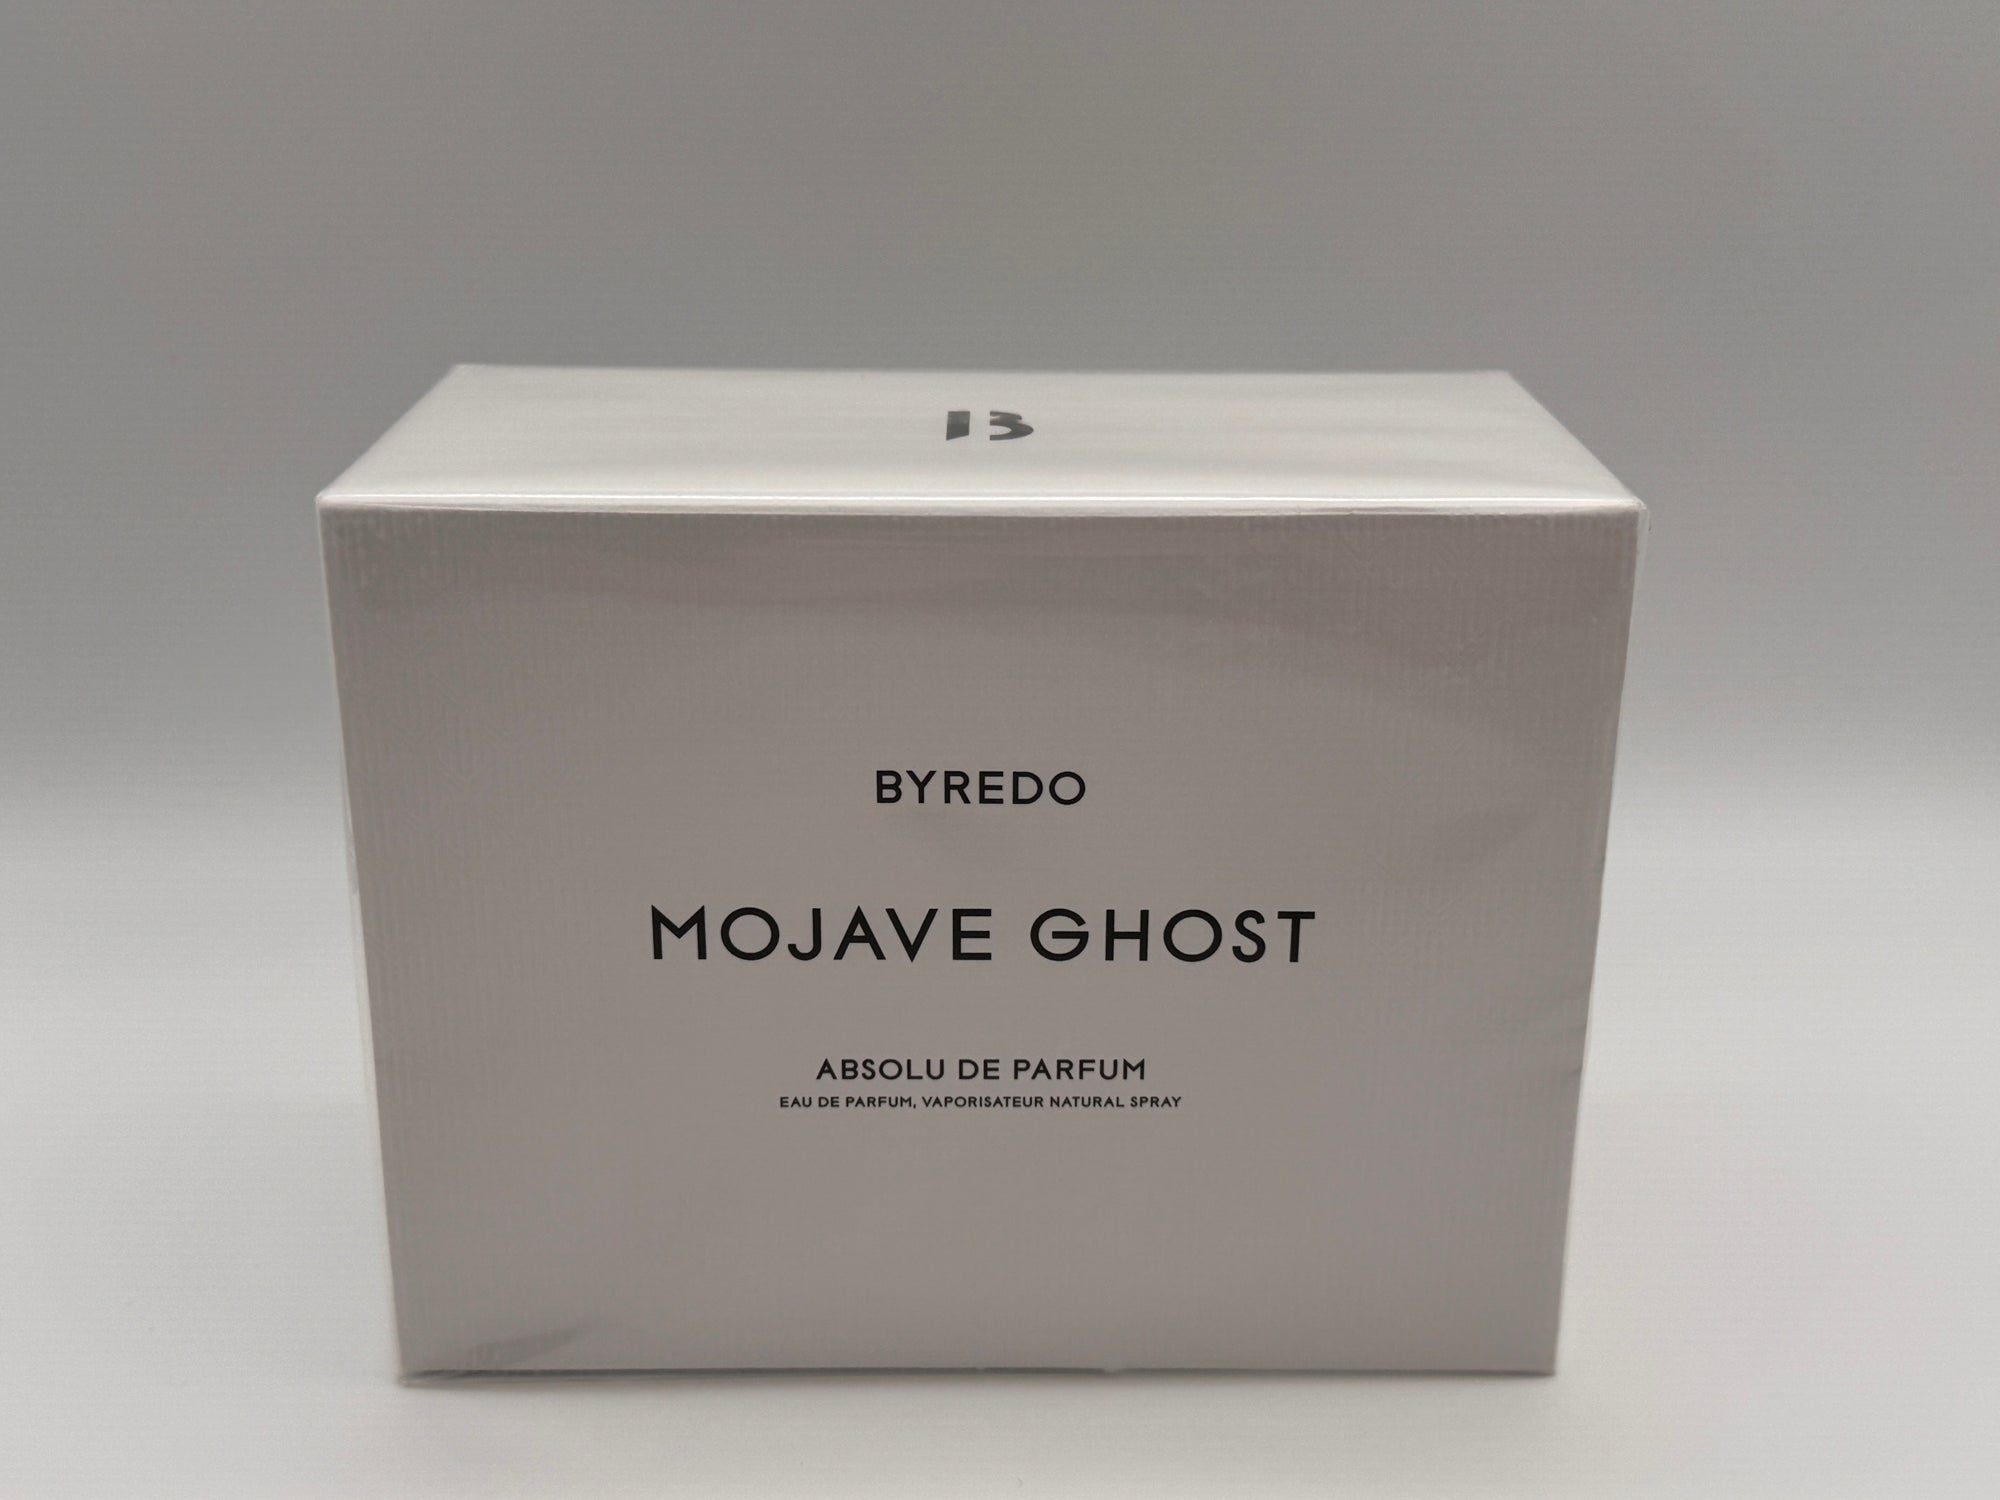 B
BYREDO
MOJAVE GHOST
ABSOLU DE PARFUM
EAU DE PARFUM, VAPORISATEUR NATURAL SPRAY